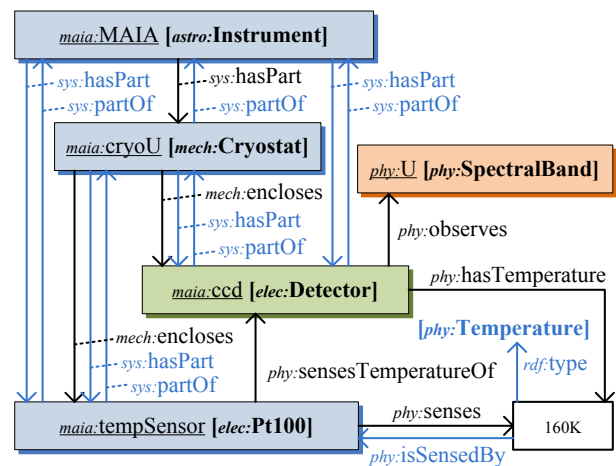 maia:MAIA [astro:Instrument]
sys:hasPart
sys:partOf
sys:hasPart
sys:partOf
sys:hasPart
sys:partOf
maia:cryoU [mech:Cryostat]
phy:U [phy:SpectralBand]
mech:encloses
sys:hasPart
sys:partOf
phy:observes
phy:hasTemperature
maia:ccd [elec:Detector]
mech:encloses
sys:hasPart
sys:partOf
[phy:Temperature]
phy:sensesTemperatureOf
rdf:type
maia:tempSensor [elec:Pt100]
phy:senses
160K
phy:isSensedBy